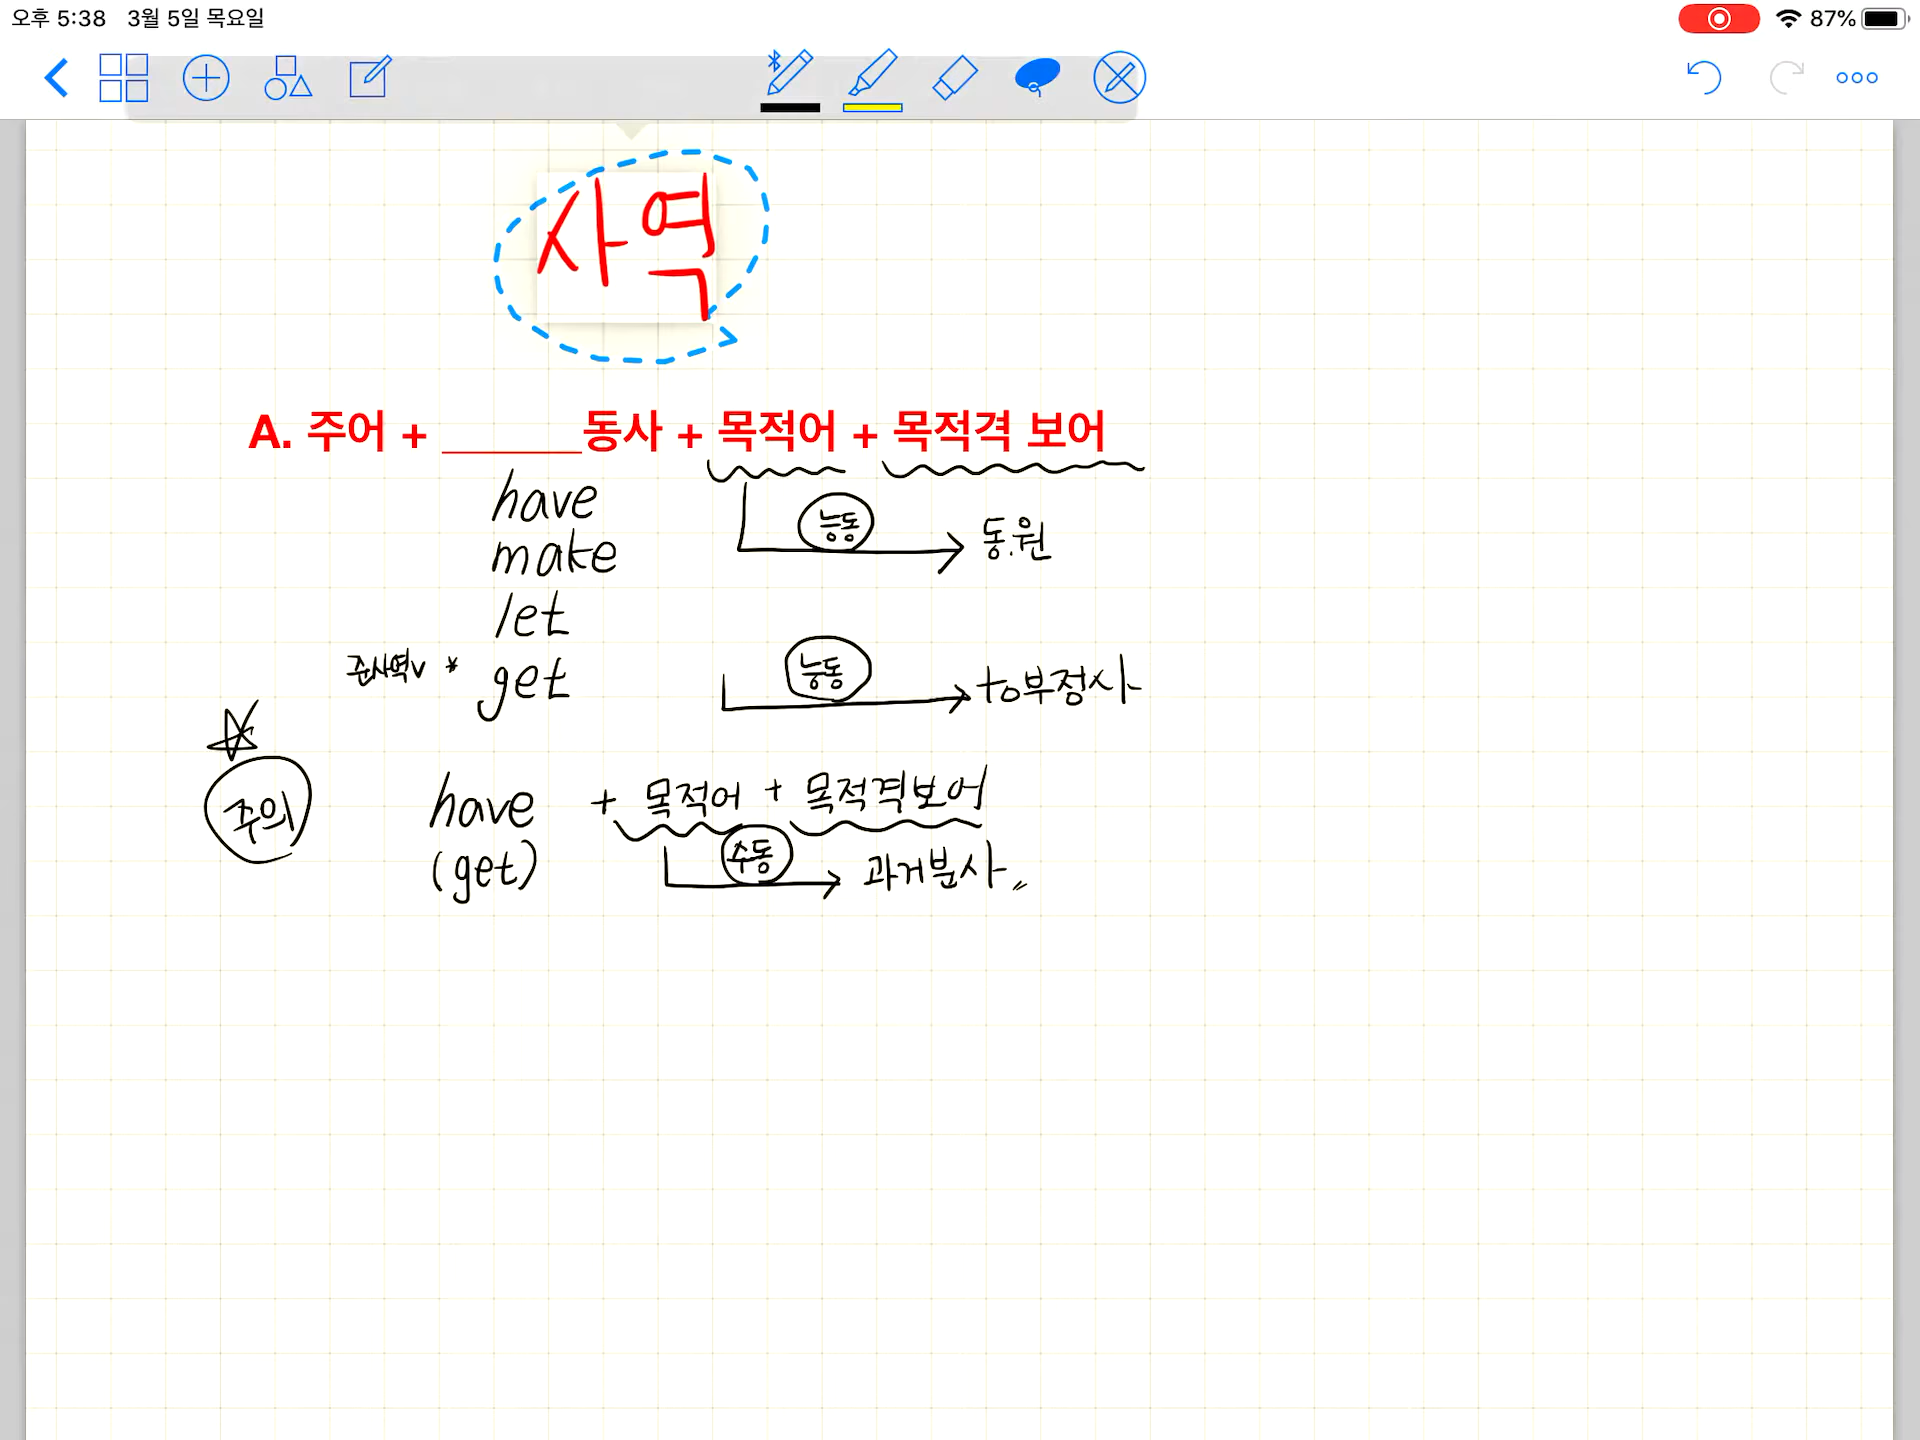 오후 5:38 3월 5일 목요일 87%
사역
A. 주어 + ______동사 + 목적어 + 목적격 보어
have 능동 동.원
make
let
준사역v * get 능동 to부정사
주의 have + 목적어 + 목적격보어
(get) 수동 과거분사〃